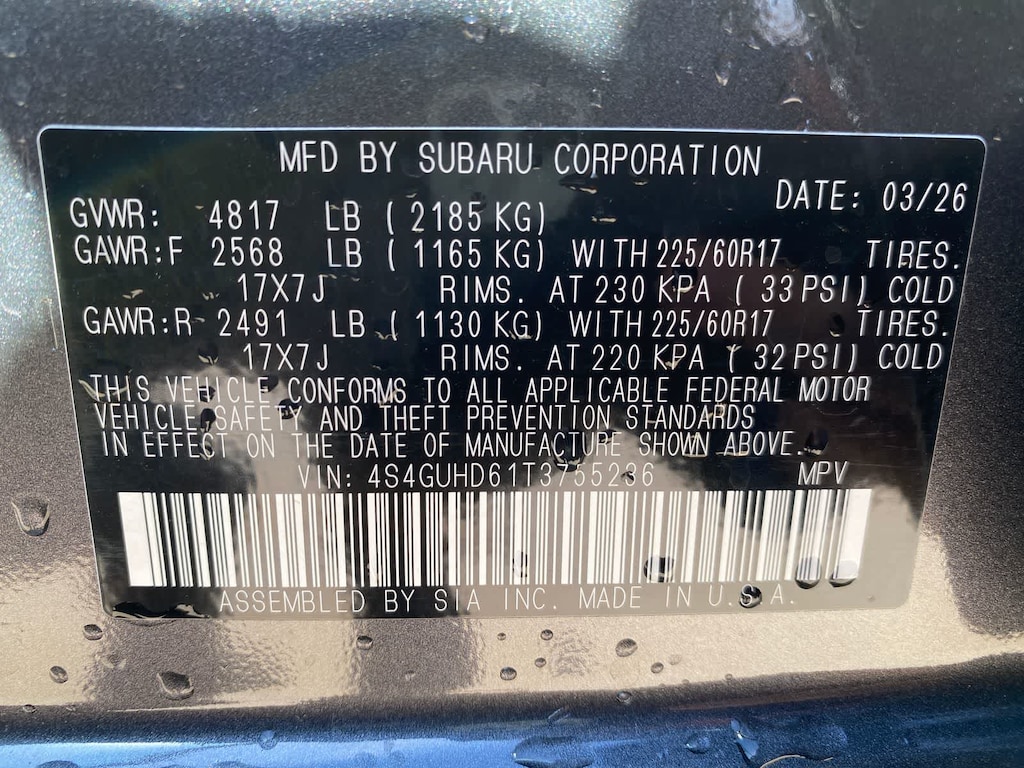 MFD BY SUBARU CORPORATION
DATE: 03/26
GVWR: 4817 LB ( 2185 KG)
GAWR:F 2568 LB ( 1165 KG) WITH 225/60R17 TIRES.
17X7J RIMS. AT 230 KPA ( 33 PSI) COLD
GAWR:R 2491 LB ( 1130 KG) WITH 225/60R17 TIRES.
17X7J RIMS. AT 220 KPA ( 32 PSI) COLD
THIS VEHICLE CONFORMS TO ALL APPLICABLE FEDERAL MOTOR
VEHICLE SAFETY AND THEFT PREVENTION STANDARDS
IN EFFECT ON THE DATE OF MANUFACTURE SHOWN ABOVE.
VIN: 4S4GUHD61T3755236 MPV
ASSEMBLED BY SIA INC. MADE IN U.S.A.